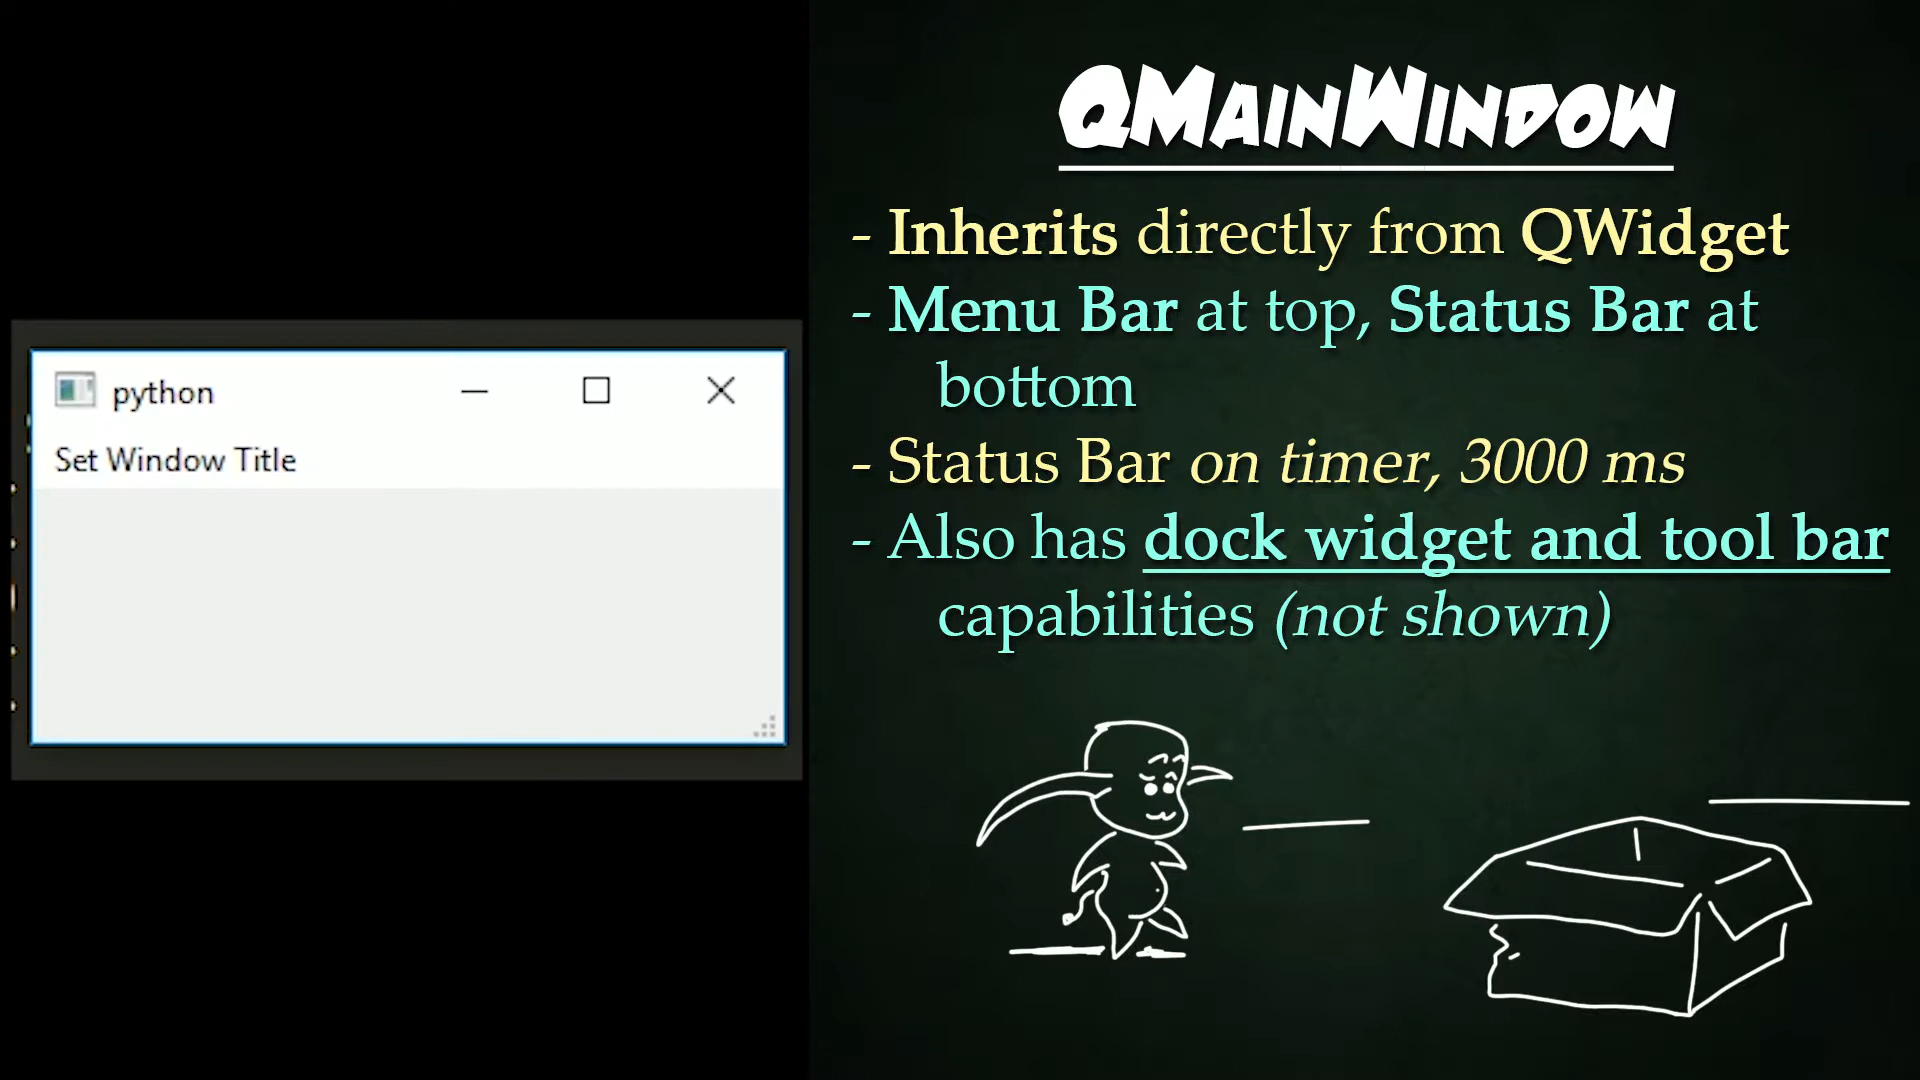 python
Set Window Title
QMainWindow
- Inherits directly from QWidget
- Menu Bar at top, Status Bar at
bottom
- Status Bar on timer, 3000 ms
- Also has dock widget and tool bar
capabilities (not shown)